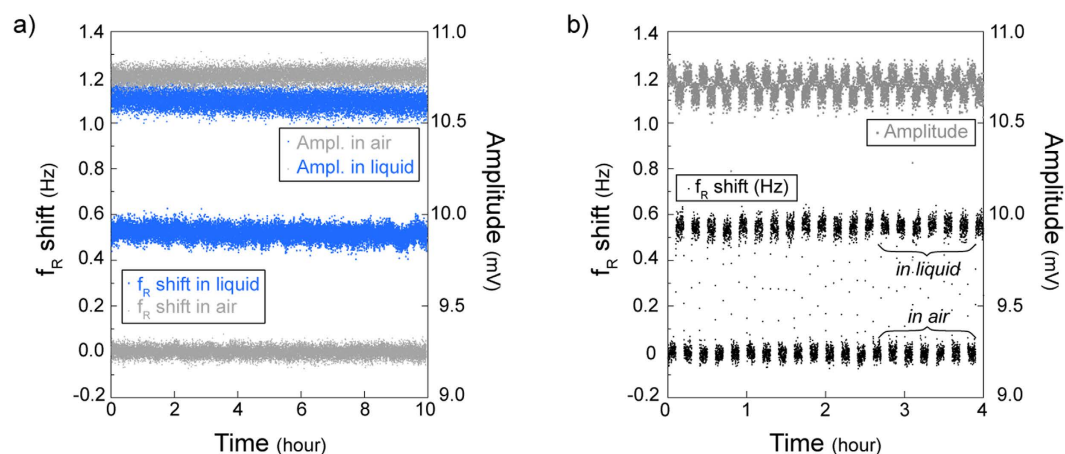 a)
1.4
1.2
1.0
0.8
0.6
0.4
0.2
0.0
-0.2
f_R shift (Hz)
11.0
10.5
10.0
9.5
9.0
Amplitude (mV)
Ampl. in air
Ampl. in liquid
f_R shift in liquid
f_R shift in air
0 2 4 6 8 10
Time (hour)
b)
1.4
1.2
1.0
0.8
0.6
0.4
0.2
0
-0.2
f_R shift (Hz)
11.0
10.5
10.0
9.5
9.0
Amplitude (mV)
Amplitude
f_R shift (Hz)
in liquid
in air
0 1 2 3 4
Time (hour)